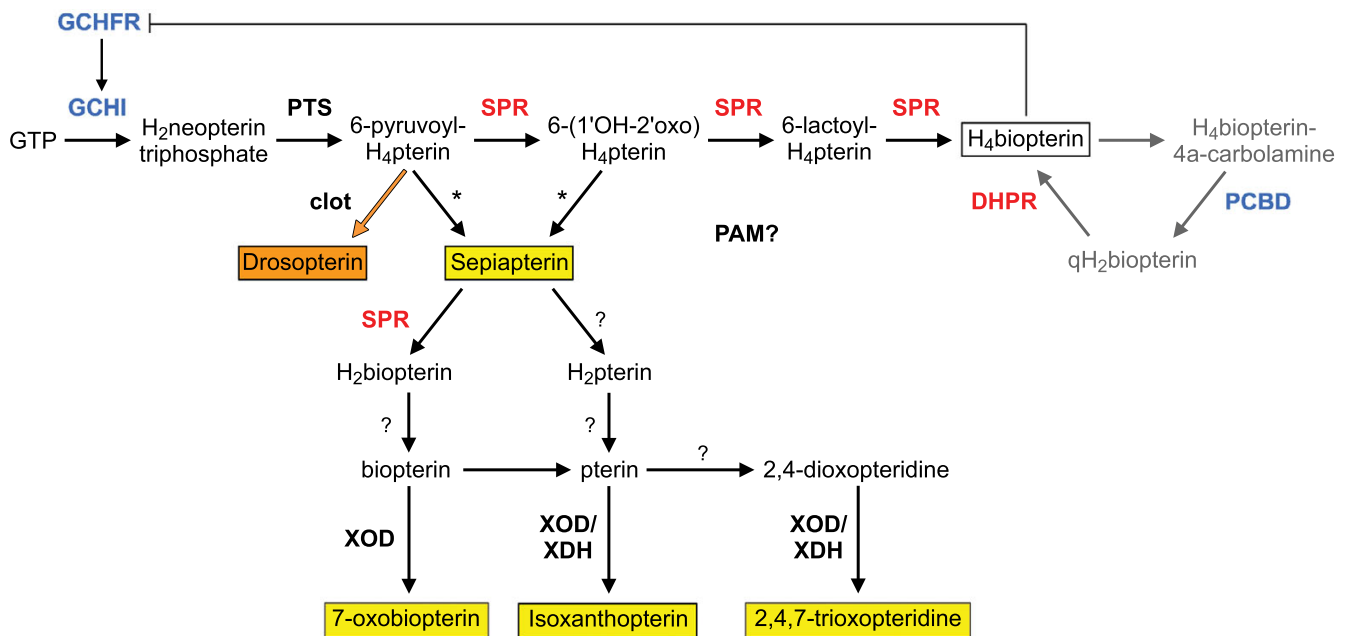 GCHFR
GCHI
PTS
SPR
SPR
SPR
GTP
H2neopterin
triphosphate
6-pyruvoyl-
H4pterin
6-(1'OH-2'oxo)
H4pterin
6-lactoyl-
H4pterin
H4biopterin
H4biopterin-
4a-carbolamine
clot
*
*
DHPR
PCBD
PAM?
Drosopterin
Sepiapterin
qH2biopterin
SPR
?
H2biopterin
H2pterin
?
?
biopterin
pterin
?
2,4-dioxopteridine
XOD
XOD/
XDH
XOD/
XDH
7-oxobiopterin
Isoxanthopterin
2,4,7-trioxopteridine